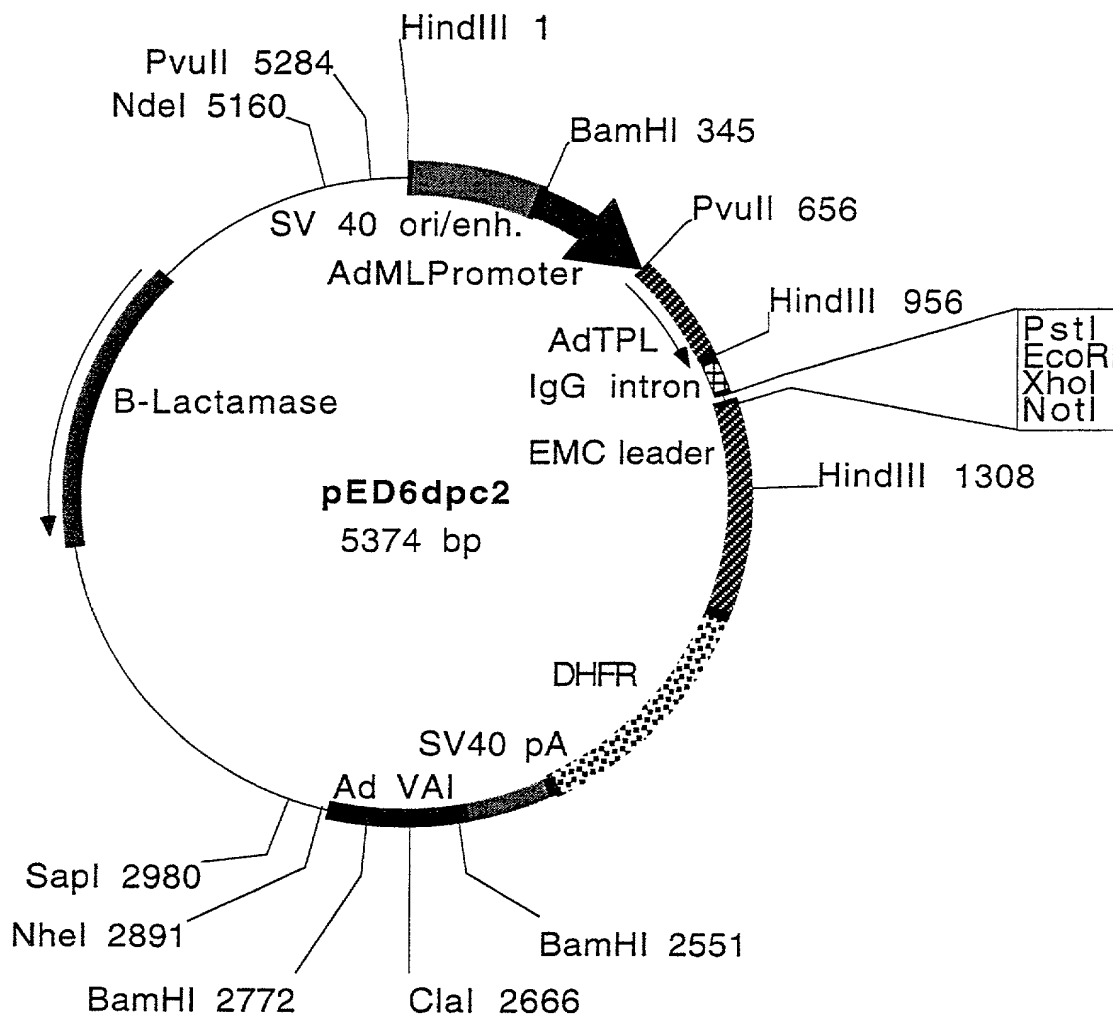 HindIII 1
PvuII 5284
NdeI 5160
BamHI 345
SV 40 ori/enh.
PvuII 656
AdMLPromoter
HindIII 956
AdTPL
IgG intron
PstI
EcoR
XhoI
NotI
B-Lactamase
EMC leader
HindIII 1308
pED6dpc2
5374 bp
DHFR
SV40 pA
Ad VAI
SapI 2980
NheI 2891
BamHI 2551
BamHI 2772
ClaI 2666